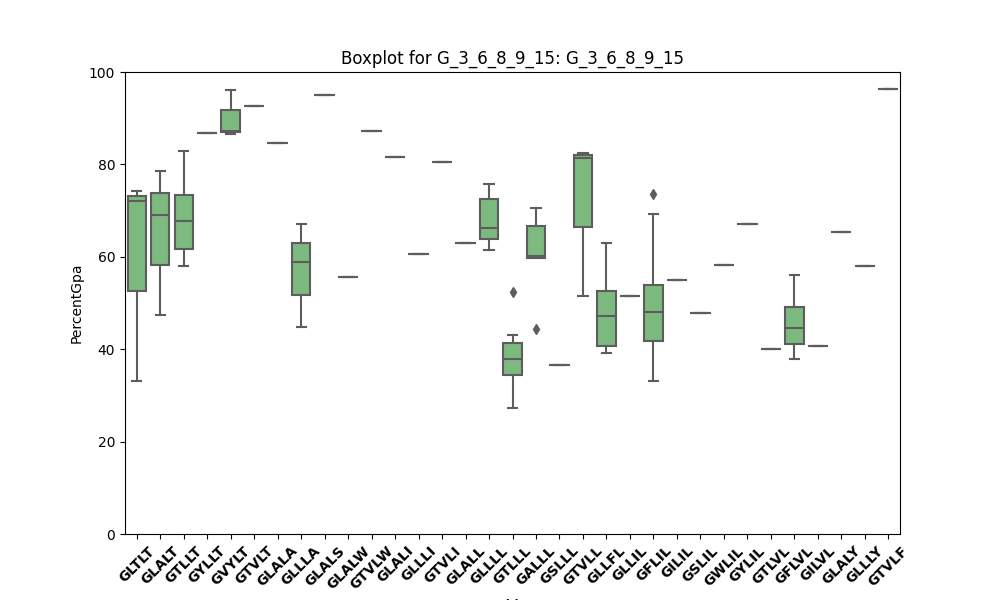 Boxplot for G_3_6_8_9_15: G_3_6_8_9_15
100
80
60
40
20
0
PercentGpa
GLTLT
GLALT
GTLLT
GYLLT
GVYLT
GTVLT
GLALA
GLLLA
GLALS
GLALW
GTVLW
GLALI
GLLLI
GTVLI
GLALL
GLLLL
GTLLL
GALLL
GSLLL
GTVLL
GLLFL
GLLIL
GFLIL
GILIL
GSLIL
GWLIL
GYLIL
GTLVL
GFLVL
GILVL
GLALY
GLLLY
GTVLF